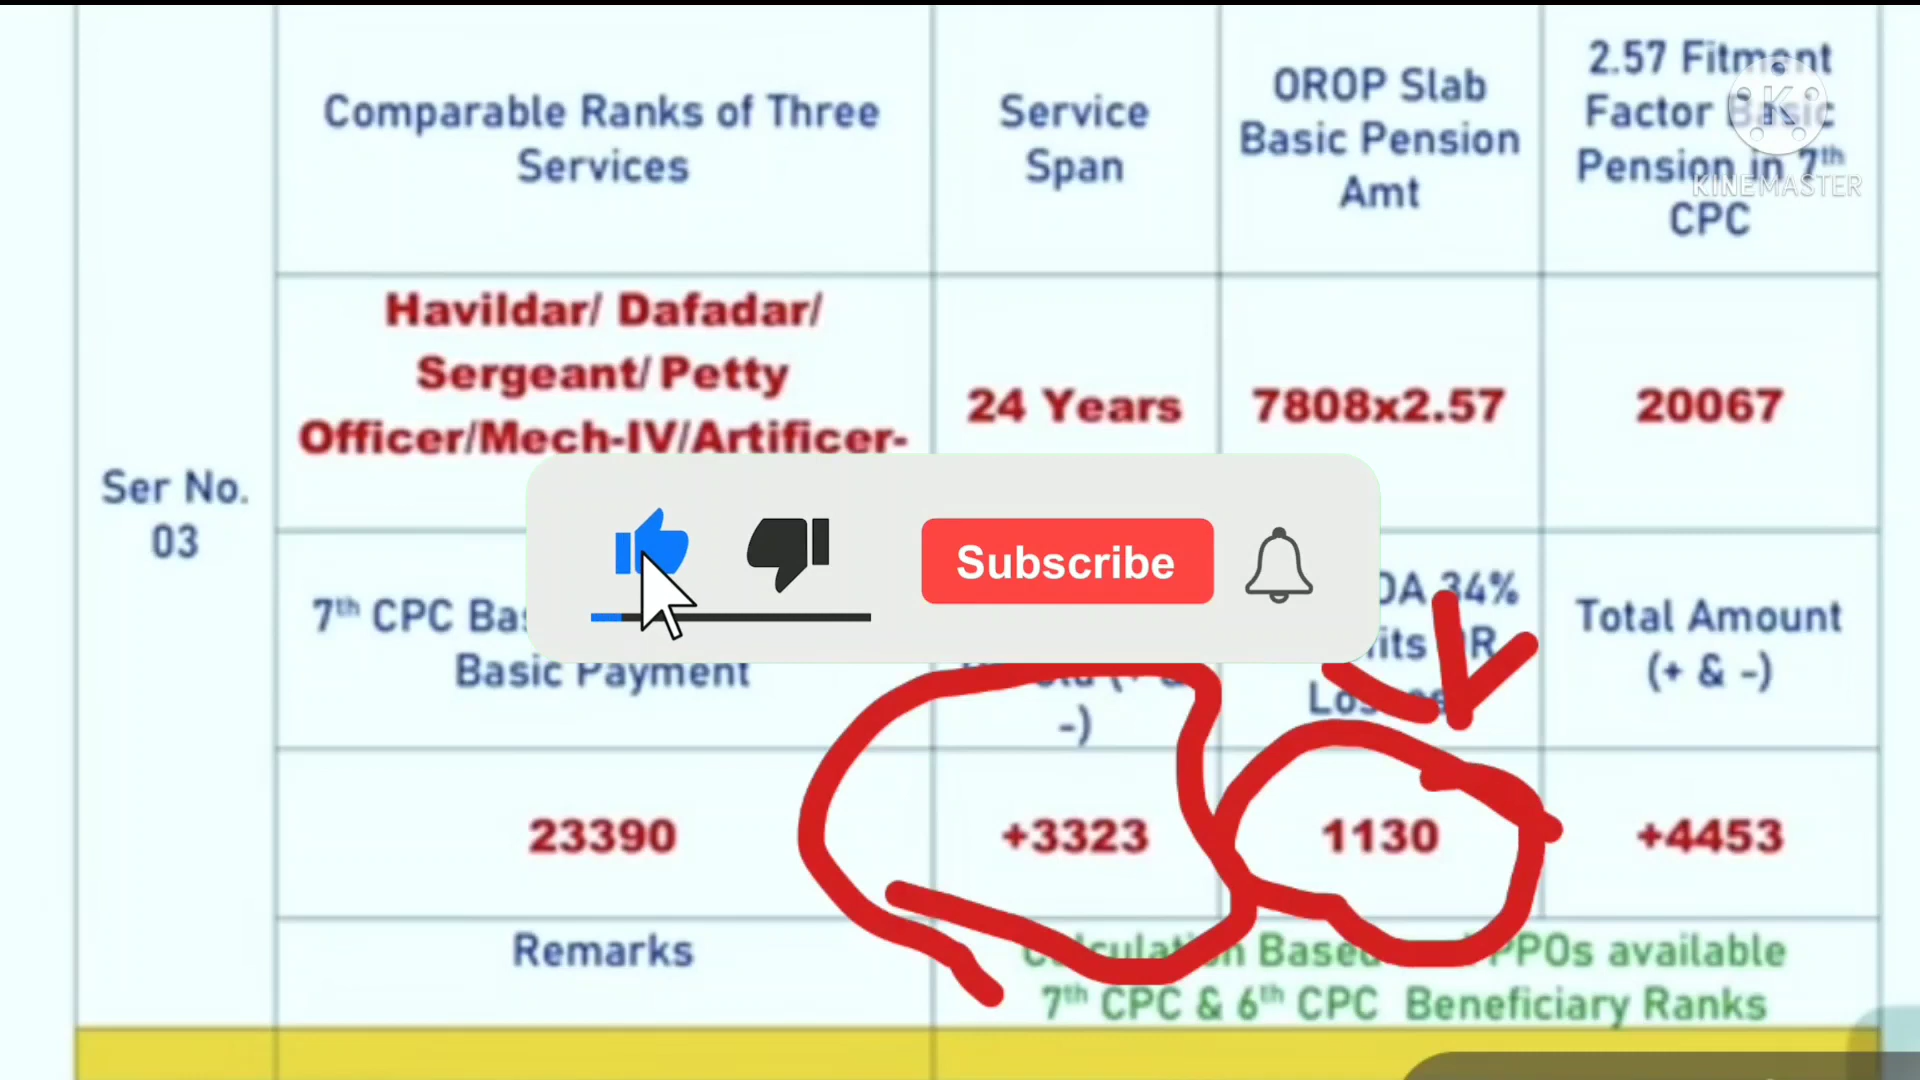 Comparable Ranks of Three
Services
Service
Span
OROP Slab
Basic Pension
Amt
2.57 Fitment
Factor Basic
Pension in 7th
CPC
KINEMASTER
Ser No.
03
Havildar/ Dafadar/
Sergeant/ Petty
Officer/Mech-IV/Artificer-
24 Years
7808x2.57
20067
7th CPC
Basic Payment
Subscribe
34%
-)
Total Amount
(+ & -)
23390
+3323
1130
+4453
Remarks
PPOs available
7th CPC & 6th CPC Beneficiary Ranks